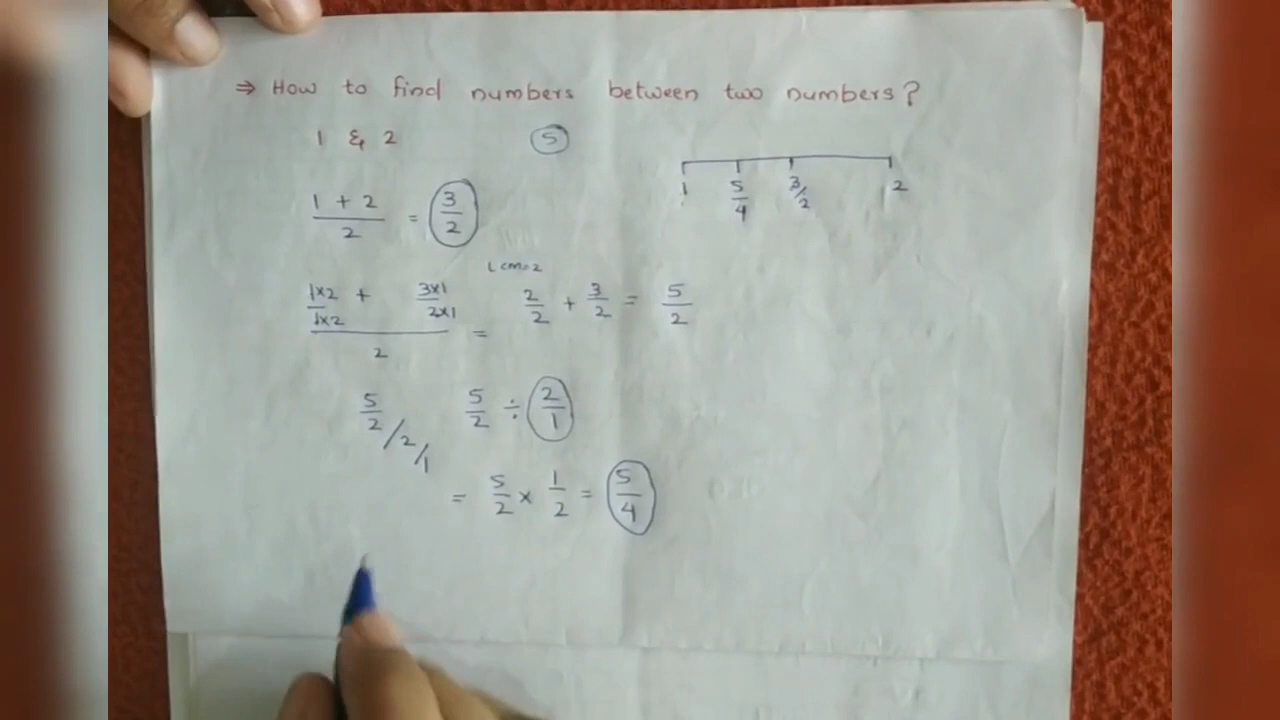 ⇒ How to find numbers between two numbers?
1 & 2 5
1 5/4 3/2 2
(1 + 2)/2 = 3/2
Lcm=2
(1×2/1×2 + 3×1/2×1)/2 = 2/2 + 3/2 = 5/2
5/2/2/1 5/2 ÷ 2/1
= 5/2 × 1/2 = 5/4